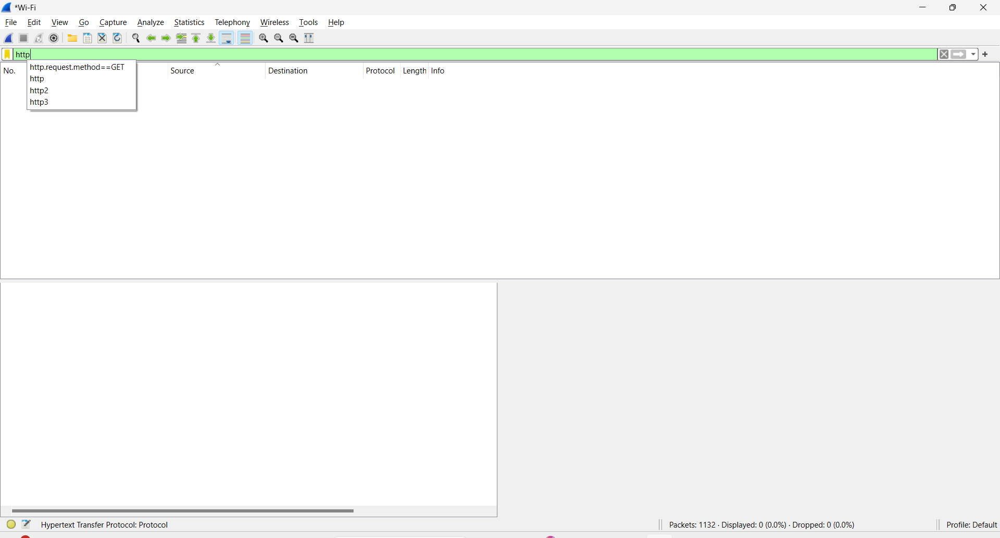 *Wi-Fi
File Edit View Go Capture Analyze Statistics Telephony Wireless Tools Help
http
http.request.method==GET
http
http2
http3
No. Source Destination Protocol Length Info
Hypertext Transfer Protocol: Protocol
Packets: 1132 · Displayed: 0 (0.0%) · Dropped: 0 (0.0%)
Profile: Default